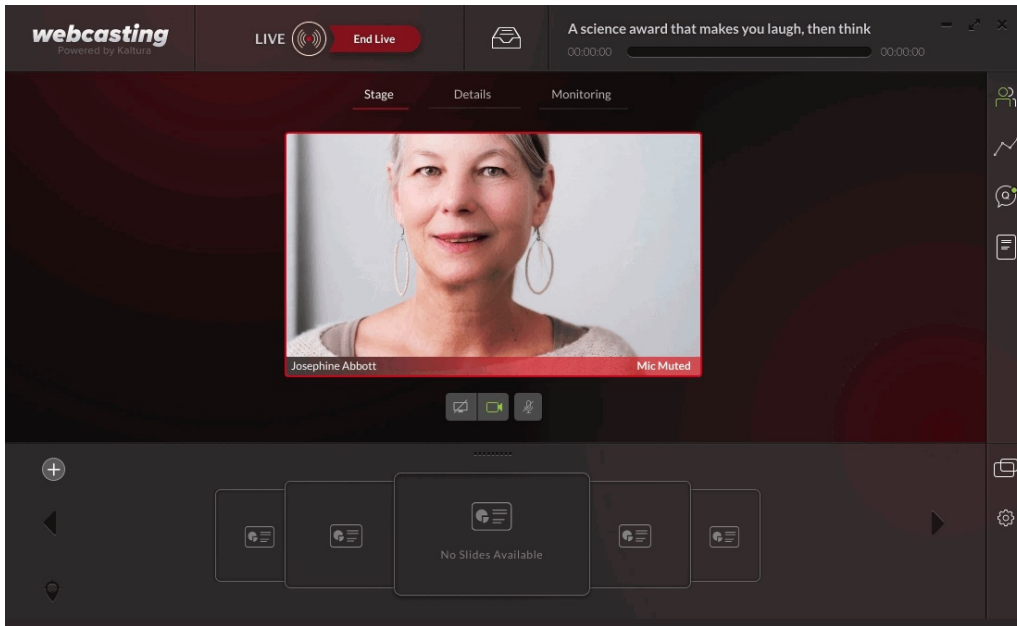 webcasting
Powered by Kaltura
LIVE
End Live
A science award that makes you laugh, then think
00:00:00
00:00:00
Stage
Details
Monitoring
Josephine Abbott
Mic Muted
No Slides Available